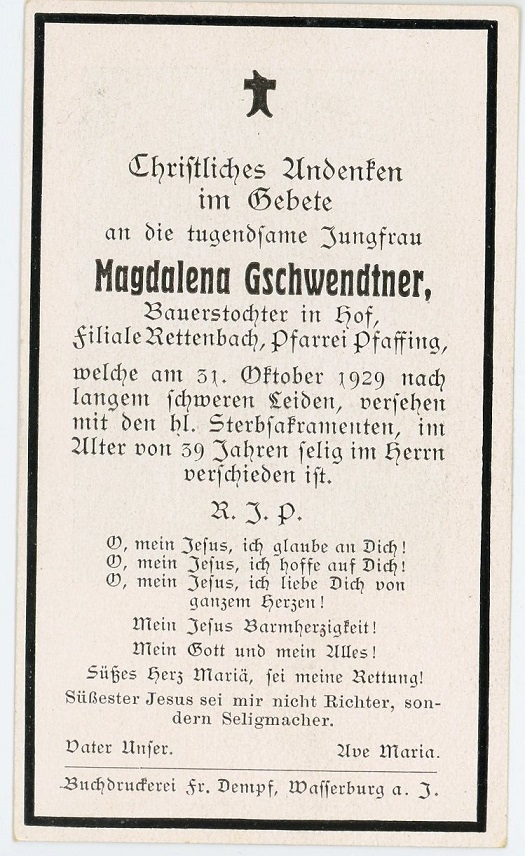 Christliches Andenken
im Gebete
an die tugendsame Jungfrau
Magdalena Gschwendtner,
Bauerstochter in Hof,
Filiale Rettenbach, Pfarrei Pfaffing,
welche am 31. Oktober 1929 nach
langem schweren Leiden, versehen
mit den hl. Sterbsakramenten, im
Alter von 39 Jahren selig im Herrn
verschieden ist.
R. I. P.
O, mein Jesus, ich glaube an Dich!
O, mein Jesus, ich hoffe auf Dich!
O, mein Jesus, ich liebe Dich von
ganzem Herzen!
Mein Jesus Barmherzigkeit!
Mein Gott und mein Alles!
Süßes Herz Mariä, sei meine Rettung!
Süßester Jesus sei mir nicht Richter, son-
dern Seligmacher.
Vater Unser. Ave Maria.
Buchdruckerei Fr. Dempf, Wasserburg a. I.